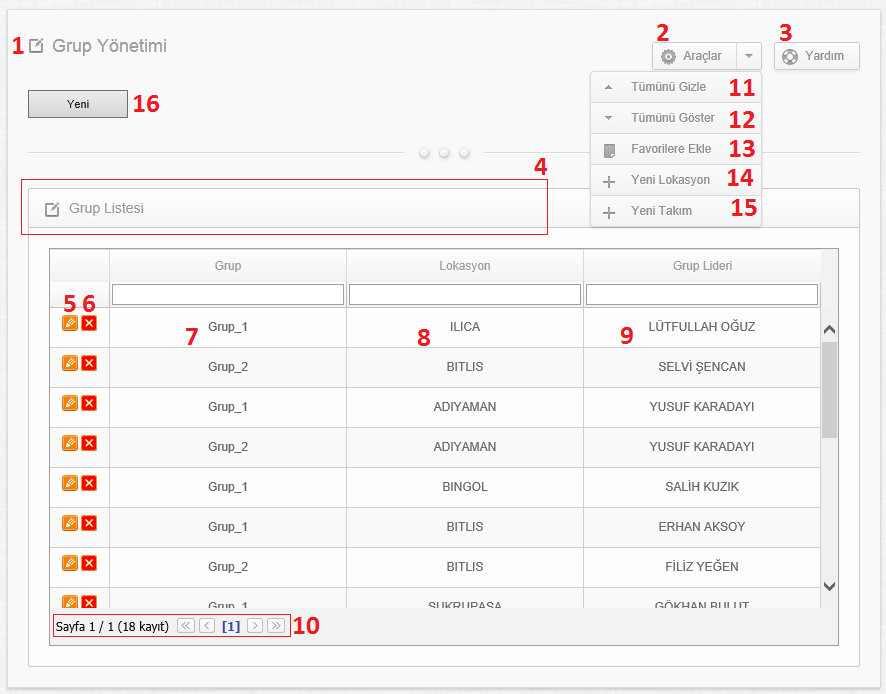 1 Grup Yönetimi
2
3
Araçlar
Yardım
Tümünü Gizle 11
Tümünü Göster 12
Favorilere Ekle 13
Yeni Lokasyon 14
Yeni Takım 15
Yeni 16
4
Grup Listesi
Grup Lokasyon Grup Lideri
5 6
7 Grup_1 8 ILICA 9 LÜTFULLAH OĞUZ
Grup_2 BITLIS SELVİ ŞENCAN
Grup_1 ADIYAMAN YUSUF KARADAYI
Grup_2 ADIYAMAN YUSUF KARADAYI
Grup_1 BINGOL SALİH KUZIK
Grup_1 BITLIS ERHAN AKSOY
Grup_2 BITLIS FİLİZ YEĞEN
Grup_1 SUKRUPASA GÖKHAN BULUT
Sayfa 1 / 1 (18 kayıt) [1] 10